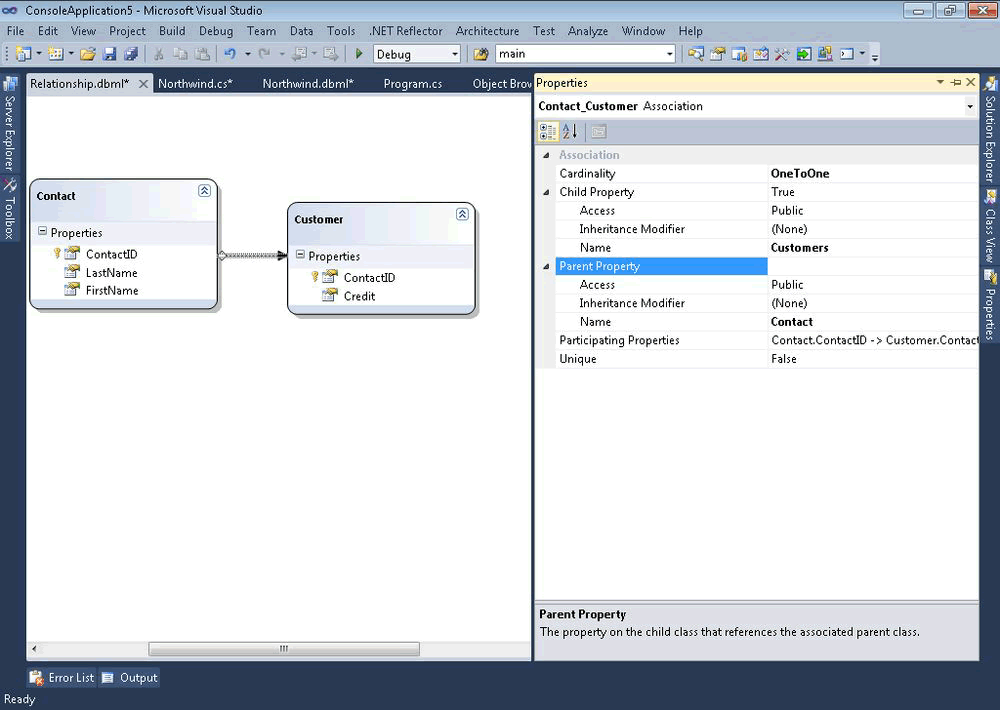 ConsoleApplication5 - Microsoft Visual Studio
File Edit View Project Build Debug Team Data Tools .NET Reflector Architecture Test Analyze Window Help
Debug main
Relationship.dbml* Northwind.cs* Northwind.dbml* Program.cs Object Brow
Server Explorer
Toolbox
Contact
Properties
ContactID
LastName
FirstName
Customer
Properties
ContactID
Credit
Properties
Contact_Customer Association
Association
Cardinality OneToOne
Child Property True
Access Public
Inheritance Modifier (None)
Name Customers
Parent Property
Access Public
Inheritance Modifier (None)
Name Contact
Participating Properties Contact.ContactID -> Customer.Contact
Unique False
Parent Property
The property on the child class that references the associated parent class.
Solution Explorer
Class View
Properties
Error List Output
Ready